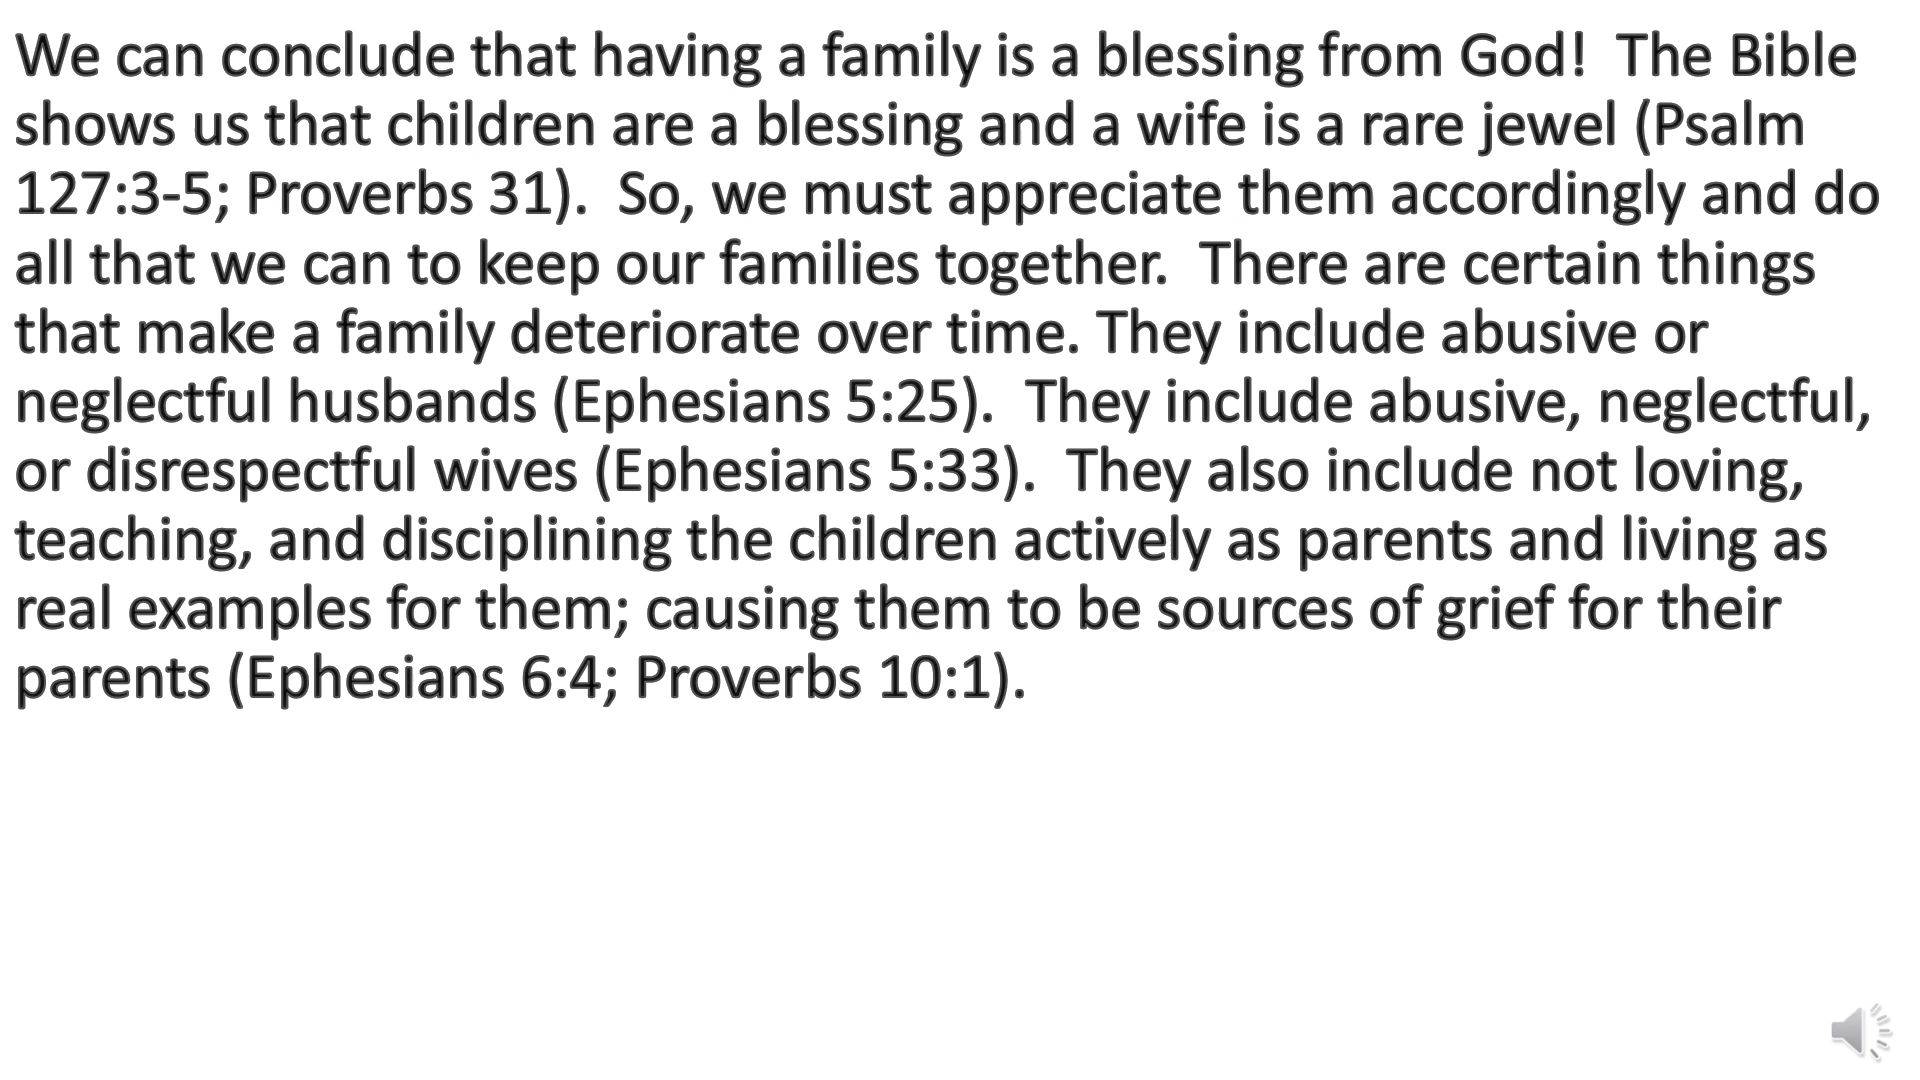 We can conclude that having a family is a blessing from God!  The Bible
shows us that children are a blessing and a wife is a rare jewel (Psalm
127:3-5; Proverbs 31).  So, we must appreciate them accordingly and do
all that we can to keep our families together.  There are certain things
that make a family deteriorate over time. They include abusive or
neglectful husbands (Ephesians 5:25).  They include abusive, neglectful,
or disrespectful wives (Ephesians 5:33).  They also include not loving,
teaching, and disciplining the children actively as parents and living as
real examples for them; causing them to be sources of grief for their
parents (Ephesians 6:4; Proverbs 10:1).